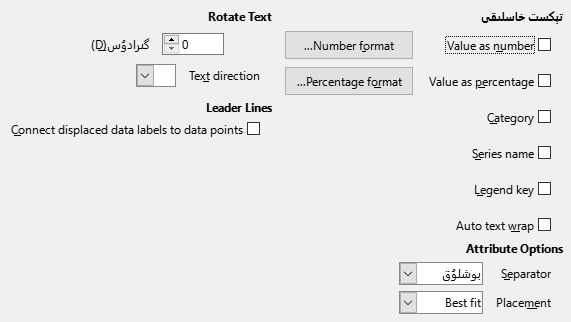 تېكست خاسلىقى
Value as number
Number format...
Value as percentage
Percentage format...
Category
Series name
Legend key
Auto text wrap
Attribute Options
Separator
بوشلۇق
Placement
Best fit
Rotate Text
گىرادۇس(D)
0
Text direction
Leader Lines
Connect displaced data labels to data points